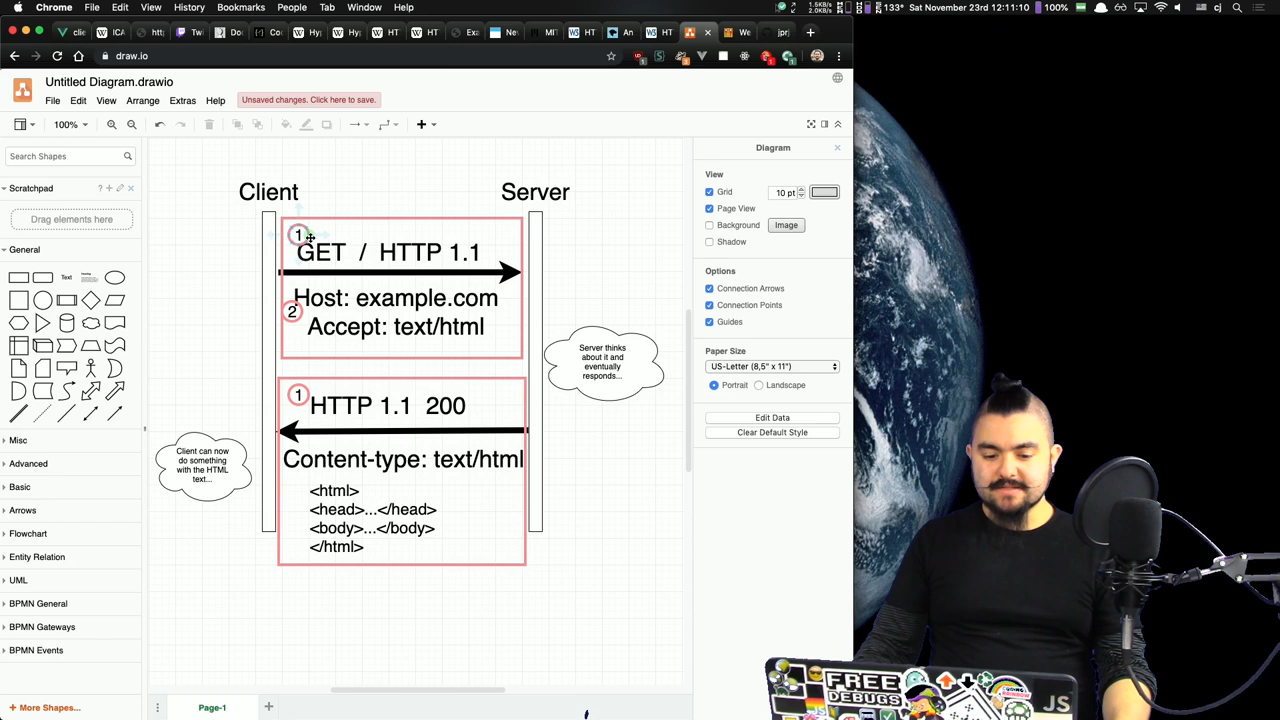 Chrome File Edit View History Bookmarks People Tab Window Help
133° Sat November 23rd 12:11:10 100% cj
draw.io
Untitled Diagram.drawio
File Edit View Arrange Extras Help Unsaved changes. Click here to save.
100%
Search Shapes
Scratchpad
Drag elements here
General
Text
Misc
Advanced
Basic
Arrows
Flowchart
Entity Relation
UML
BPMN General
BPMN Gateways
BPMN Events
+ More Shapes...
Page-1
Client
Server
1
GET / HTTP 1.1
Host: example.com
2
Accept: text/html
Server thinks
about it and
eventually
responds...
1
HTTP 1.1 200
Content-type: text/html
<html>
<head>...</head>
<body>...</body>
</html>
Client can now
do something
with the HTML
text...
Diagram
View
Grid 10 pt
Page View
Background Image
Shadow
Options
Connection Arrows
Connection Points
Guides
Paper Size
US-Letter (8,5" x 11")
Portrait Landscape
Edit Data
Clear Default Style
FREE
DEBUGS
JS